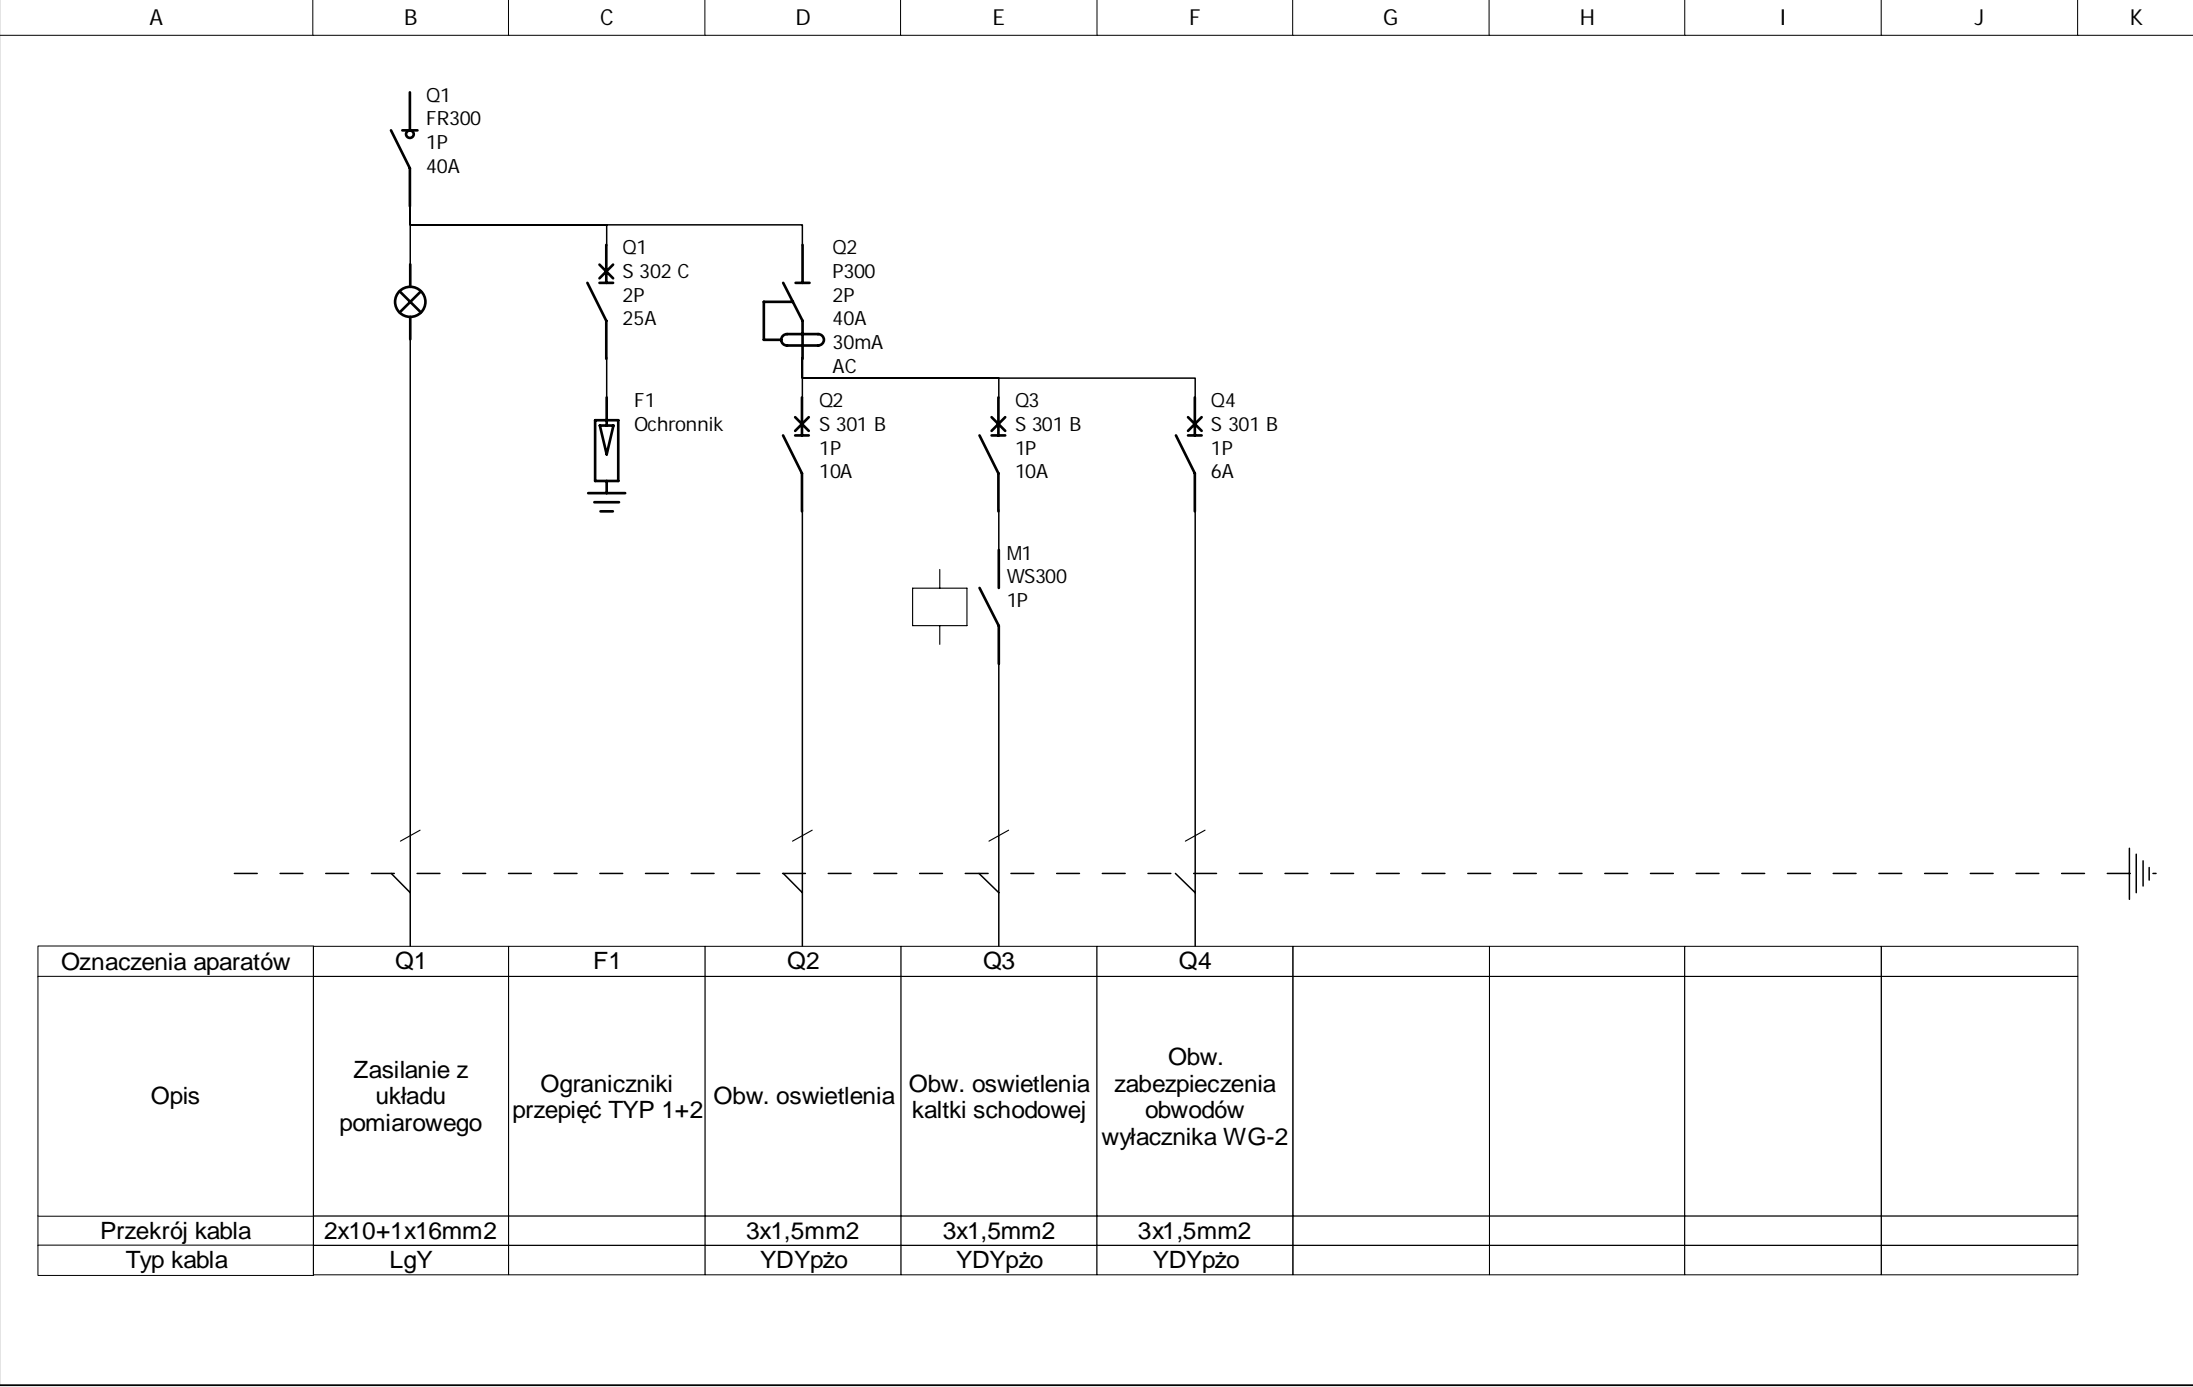 A B C D E F G H I J K
Q1
FR300
1P
40A
Q1
S 302 C
2P
25A
Q2
P300
2P
40A
30mA
AC
F1
Ochronnik
Q2
S 301 B
1P
10A
Q3
S 301 B
1P
10A
Q4
S 301 B
1P
6A
M1
WS300
1P
Oznaczenia aparatów Q1 F1 Q2 Q3 Q4
Opis
Zasilanie z
układu
pomiarowego
Ograniczniki
przepięć TYP 1+2
Obw. oswietlenia
Obw. oswietlenia
kaltki schodowej
Obw.
zabezpieczenia
obwodów
wyłacznika WG-2
Przekrój kabla 2x10+1x16mm2 3x1,5mm2 3x1,5mm2 3x1,5mm2
Typ kabla LgY YDYpżo YDYpżo YDYpżo